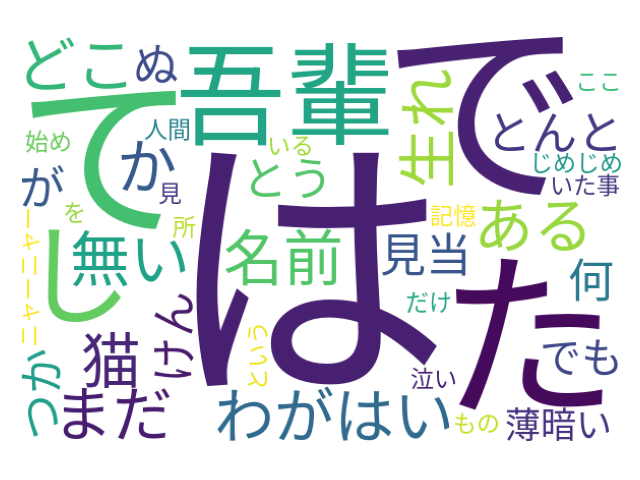 どこ
ぬ
吾輩
で
ここ
て
人間
始め
か
いる
とう
生れ
とんと
じめじめ
いた事
が
見
を
所
記憶
ある
し
無い
名前
見当
は
た
何
ニャーニャー
けん
だけ
でも
つか
猫
という
泣い
まだ
わがはい
もの
薄暗い